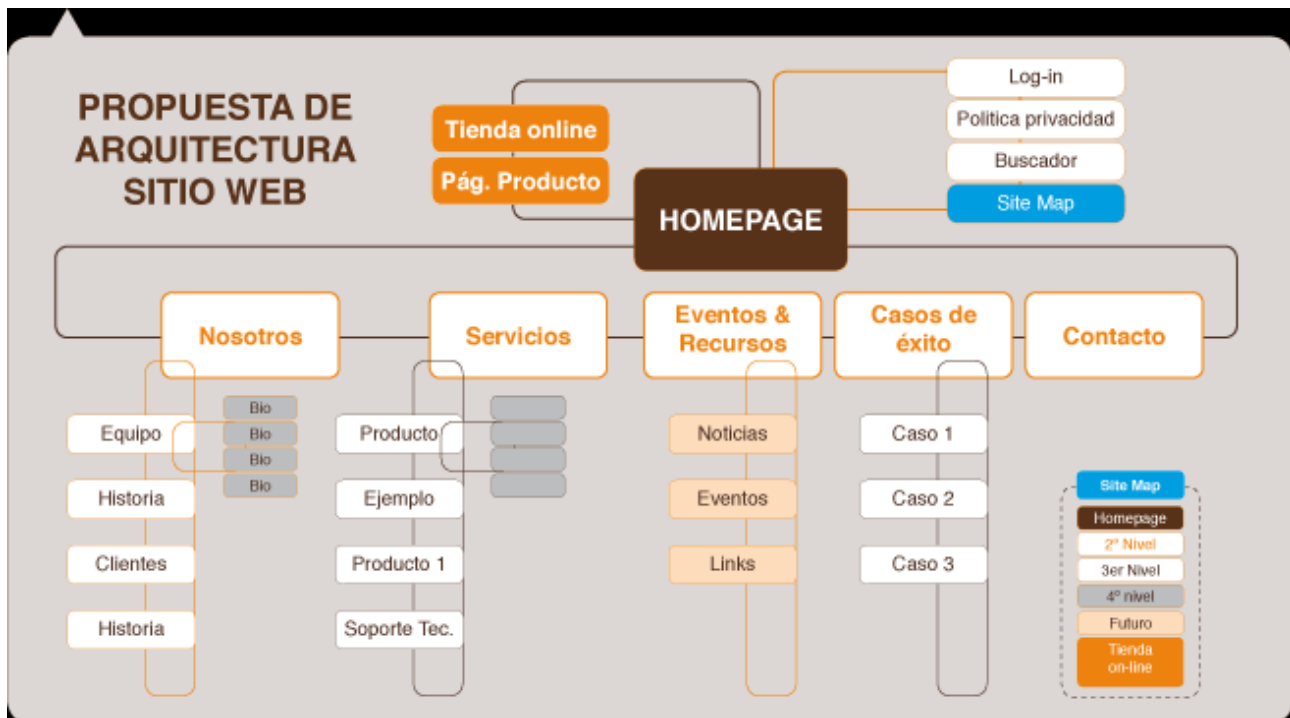 PROPUESTA DE
ARQUITECTURA
SITIO WEB
Tienda online
Pág. Producto
HOMEPAGE
Log-in
Política privacidad
Buscador
Site Map
Nosotros
Servicios
Eventos &
Recursos
Casos de
éxito
Contacto
Equipo
Historia
Clientes
Historia
Bio
Bio
Bio
Bio
Producto
Ejemplo
Producto 1
Soporte Tec.
Noticias
Eventos
Links
Caso 1
Caso 2
Caso 3
Site Map
Homepage
2º Nivel
3er Nivel
4º nivel
Futuro
Tienda
on-line